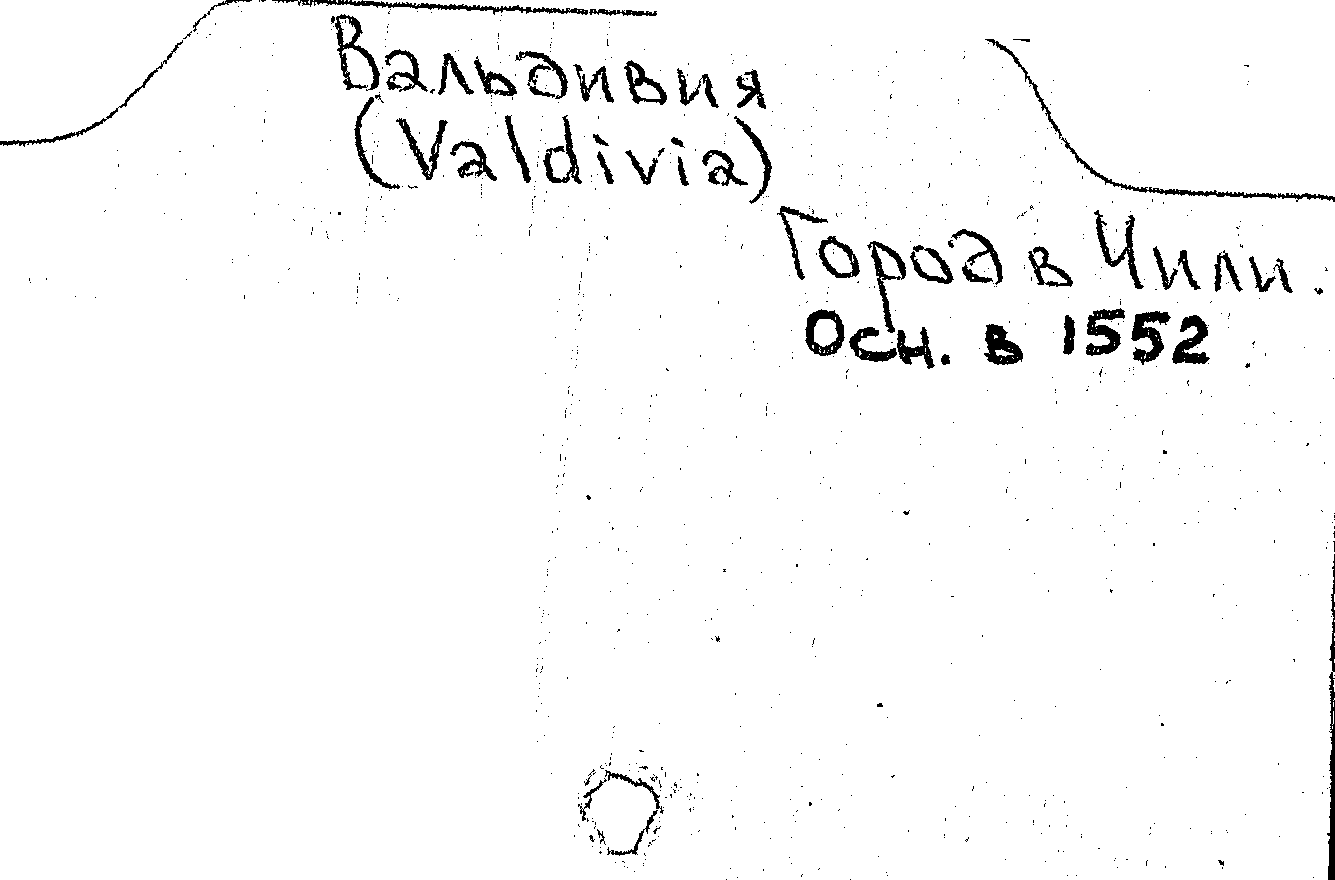 Вальдивия
(Valdivia)
Город в Чили.
Осн. в 1552